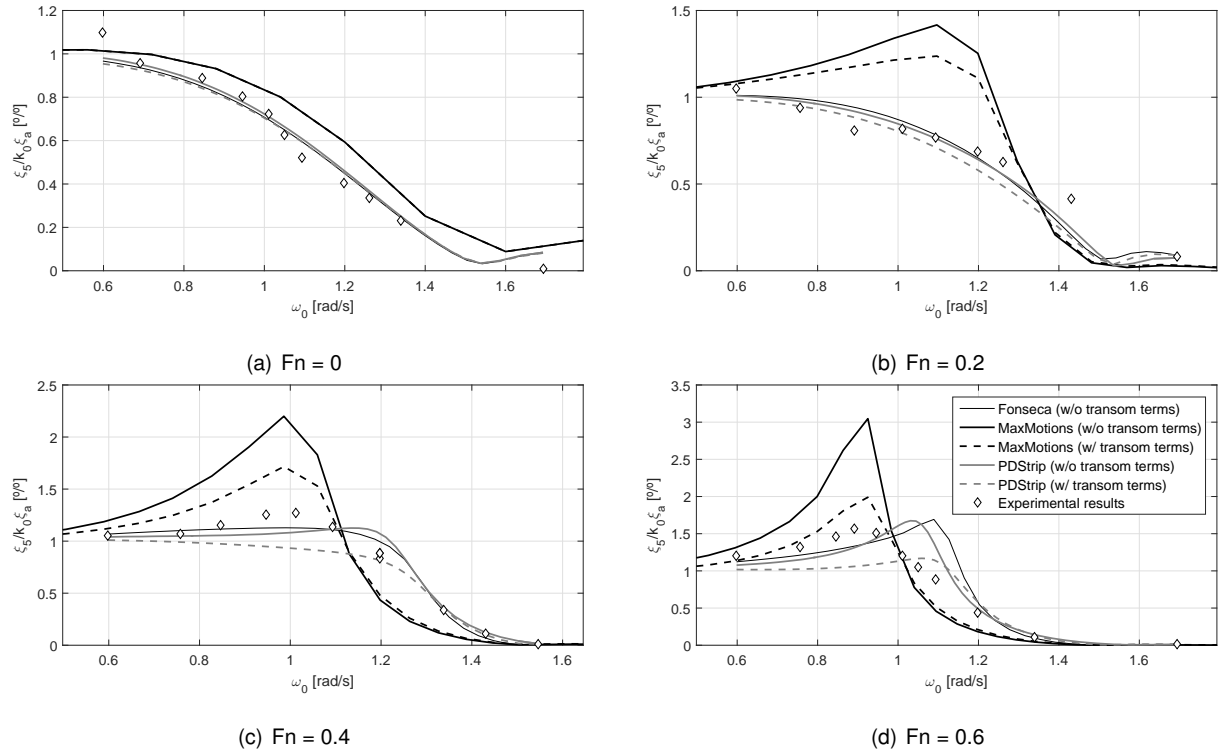 1.2
1
0.8
0.6
0.4
0.2
0
ξ5/k0ξa [º/º]
0.4 0.6 0.8 1 1.2 1.4 1.6
ω0 [rad/s]
(a) Fn = 0
1.5
1
0.5
0
ξ5/k0ξa [º/º]
0.6 0.8 1 1.2 1.4 1.6
ω0 [rad/s]
(b) Fn = 0.2
2.5
2
1.5
1
0.5
0
ξ5/k0ξa [º/º]
0.6 0.8 1 1.2 1.4 1.6
ω0 [rad/s]
(c) Fn = 0.4
3.5
3
2.5
2
1.5
1
0.5
0
ξ5/k0ξa [º/º]
Fonseca (w/o transom terms)
MaxMotions (w/o transom terms)
MaxMotions (w/ transom terms)
PDStrip (w/o transom terms)
PDStrip (w/ transom terms)
Experimental results
0.6 0.8 1 1.2 1.4 1.6
ω0 [rad/s]
(d) Fn = 0.6